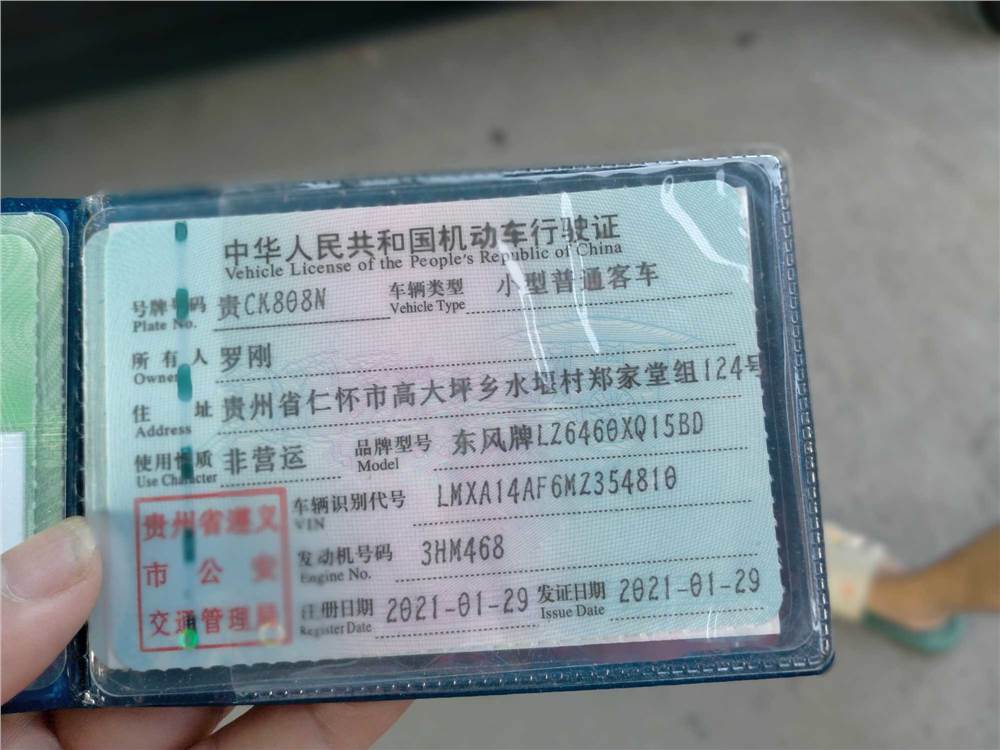 中华人民共和国机动车行驶证
Vehicle License of the People's Republic of China
号牌号码 贵CK808N 车辆类型 小型普通客车
Plate No. Vehicle Type
所有人 罗刚
Owner
住址 贵州省仁怀市高大坪乡水堰村郑家堂组124号
Address
使用性质 非营运 品牌型号 东风牌LZ6460XQ15BD
Use Character Model
车辆识别代号 LMXA14AF6MZ354810
VIN
发动机号码 3HM468
Engine No.
注册日期 2021-01-29 发证日期 2021-01-29
Register Date Issue Date
贵州省遵义
市公安
交通管理局